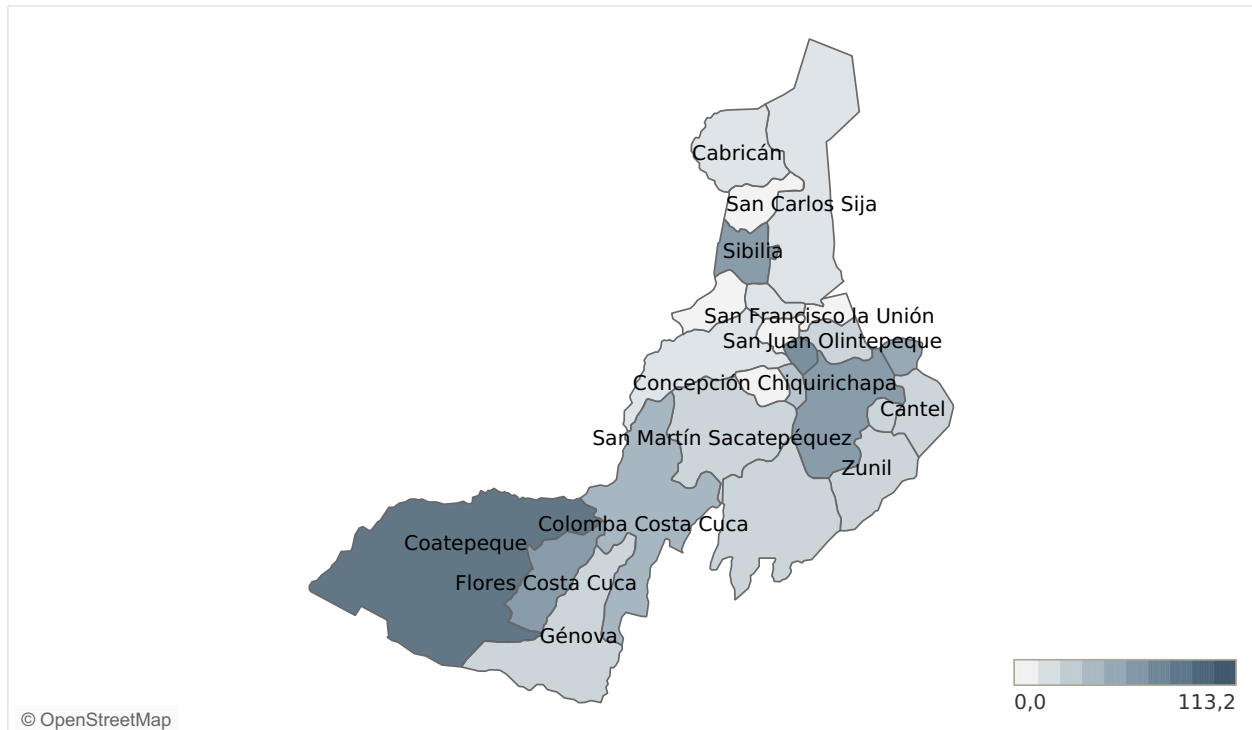 Cabricán
San Carlos Sija
Sibilia
San Francisco la Unión
San Juan Olintepeque
Concepción Chiquirichapa
Cantel
San Martín Sacatepéquez
Zunil
Colomba Costa Cuca
Coatepeque
Flores Costa Cuca
Génova
0,0
113,2
© OpenStreetMap